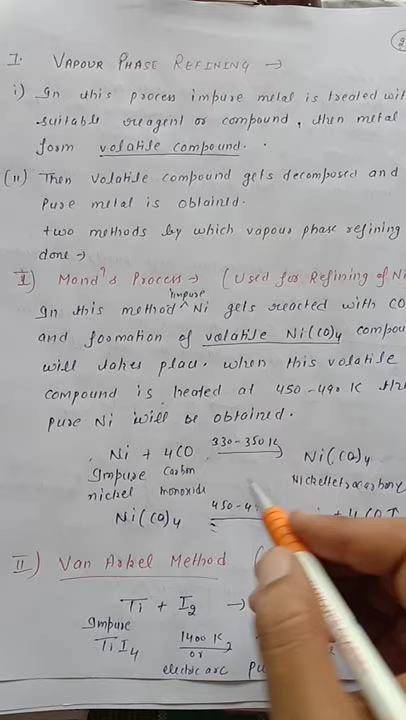 2
I. VAPOUR PHASE REFINING →
i) In this process impure metal is treated wit
suitable reagent or compound, then metal
form volatile compound.
(ii) Then volatile compound gets decomposed and
pure metal is obtained.
two methods by which vapour phase refining
done →
I) Mond's Process → (Used for Refining of Ni
In this method impure Ni gets reacted with CO
and formation of volatile Ni(CO)4 compou
will takes place. when this volatile
compound is heated at 450-490 K the
pure Ni will be obtained.
Ni + 4CO 330-350 K → Ni(CO)4
Impure Carbon Nickeltetracarbony
nickel monoxide
Ni(CO)4 450-4 + 4CO↑
II) Van Arkel Method (
Ti + I2 →
Impure
TiI4 1400 K
or
electric arc pu